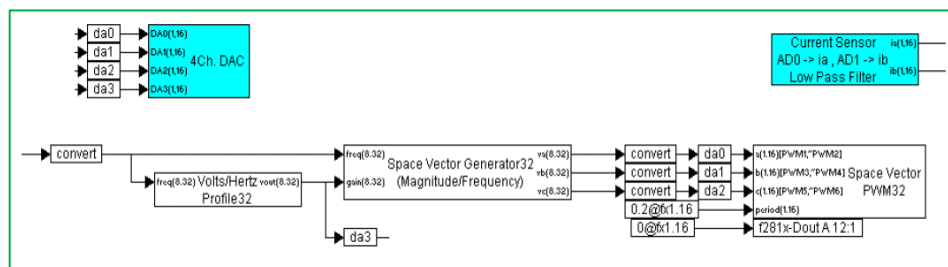 da0 DA0(1,16)
da1 DA1(1,16) 4Ch. DAC
da2 DA2(1,16)
da3 DA3(1,16)
Current Sensor ia(1,16)
AD0 -> ia , AD1 -> ib
Low Pass Filter ib(1,16)
convert freq(8.32) Space Vector Generator32 va(8.32) convert da0 a(1.16)[PWM1,~PWM2]
freq(8.32) Volts/Hertz vout(8.32) gain(8.32) (Magnitude/Frequency) vb(8.32) convert da1 b(1.16)[PWM3,~PWM4] Space Vector
Profile32 vc(8.32) convert da2 c(1.16)[PWM5,~PWM6] PWM32
0.2@fx1.16 period(1.16)
da3 0@fx1.16 f281x-Dout A 12:1